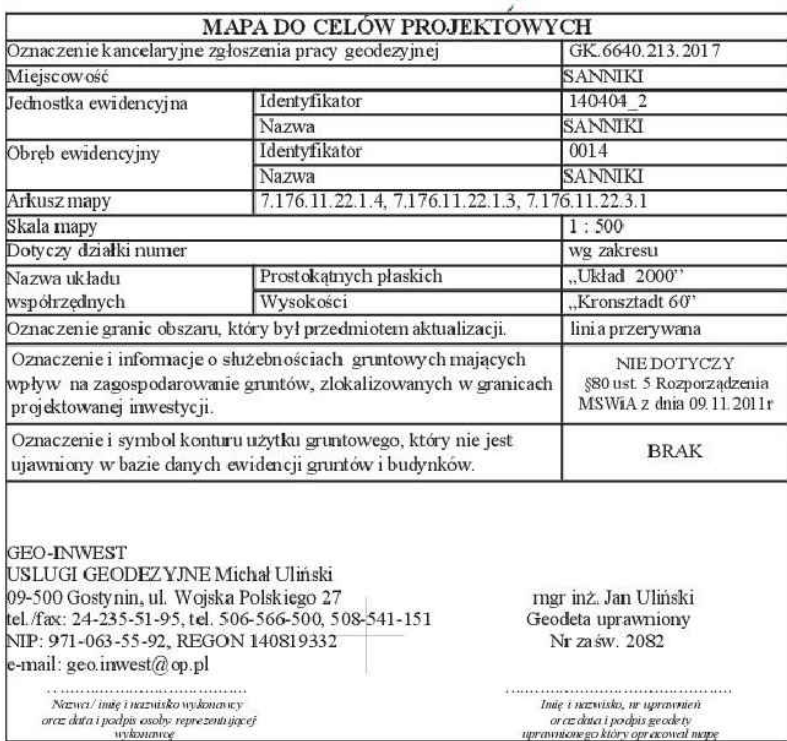 MAPA DO CELÓW PROJEKTOWYCH
Oznaczenie kancelaryjne zgłoszenia pracy geodezyjnej GK.6640.213.2017
Miejscowość SANNIKI
Jednostka ewidencyjna Identyfikator 140404_2
Nazwa SANNIKI
Obręb ewidencyjny Identyfikator 0014
Nazwa SANNIKI
Arkusz mapy 7.176.11.22.1.4, 7.176.11.22.1.3, 7.176.11.22.3.1
Skala mapy 1 : 500
Dotyczy działki numer wg zakresu
Nazwa układu Prostokątnych płaskich „Układ 2000”
współrzędnych Wysokości „Kronsztadt 60”
Oznaczenie granic obszaru, który był przedmiotem aktualizacji. linia przerywana
Oznaczenie i informacje o służebnościach gruntowych mających
wpływ na zagospodarowanie gruntów, zlokalizowanych w granicach
projektowanej inwestycji.
NIE DOTYCZY
§80 ust. 5 Rozporządzenia
MSWiA z dnia 09.11.2011r
Oznaczenie i symbol konturu użytku gruntowego, który nie jest
ujawniony w bazie danych ewidencji gruntów i budynków.
BRAK
GEO-INWEST
USLUGI GEODEZYJNE Michał Uliński
09-500 Gostynin, ul. Wojska Polskiego 27
tel./fax: 24-235-51-95, tel. 506-566-500, 508-541-151
NIP: 971-063-55-92, REGON 140819332
e-mail: geo.inwest@op.pl
mgr inż. Jan Uliński
Geodeta uprawniony
Nr zaśw. 2082
Nazwa / imię i nazwisko wykonawcy
oraz data i podpis osoby reprezentującej
wykonawcę
Imię i nazwisko, nr uprawnień
oraz data i podpis geodety
uprawnionego który opracował mapę